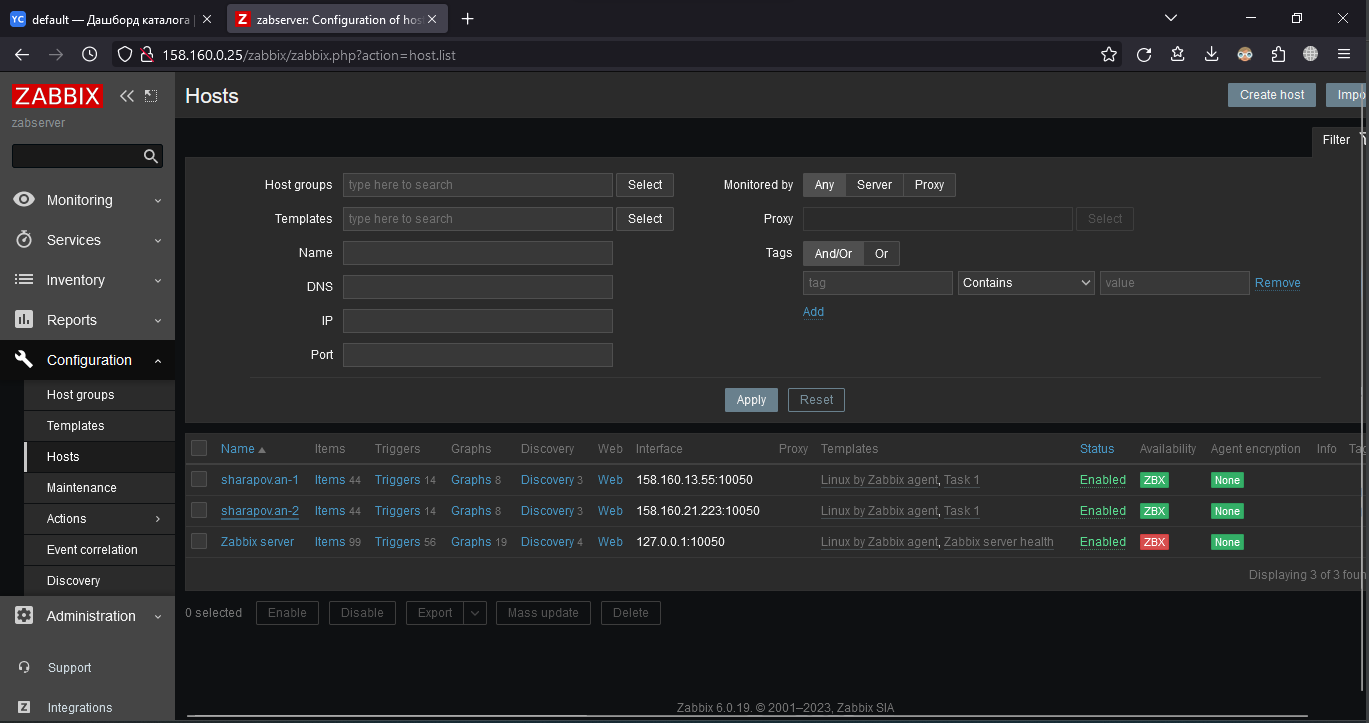 YC default — Дашборд каталога
Z zabserver: Configuration of hos
158.160.0.25/zabbix/zabbix.php?action=host.list
ZABBIX
zabserver
Monitoring
Services
Inventory
Reports
Configuration
Host groups
Templates
Hosts
Maintenance
Actions
Event correlation
Discovery
Administration
Support
Z Integrations
Hosts
Create host
Impo
Filter
Host groups type here to search Select
Templates type here to search Select
Name
DNS
IP
Port
Monitored by Any Server Proxy
Proxy Select
Tags And/Or Or
tag Contains value Remove
Add
Apply Reset
Name Items Triggers Graphs Discovery Web Interface Proxy Templates Status Availability Agent encryption Info Tag
sharapov.an-1 Items 44 Triggers 14 Graphs 8 Discovery 3 Web 158.160.13.55:10050 Linux by Zabbix agent, Task 1 Enabled ZBX None
sharapov.an-2 Items 44 Triggers 14 Graphs 8 Discovery 3 Web 158.160.21.223:10050 Linux by Zabbix agent, Task 1 Enabled ZBX None
Zabbix server Items 99 Triggers 56 Graphs 19 Discovery 4 Web 127.0.0.1:10050 Linux by Zabbix agent, Zabbix server health Enabled ZBX None
Displaying 3 of 3 foun
0 selected Enable Disable Export Mass update Delete
Zabbix 6.0.19. © 2001–2023, Zabbix SIA